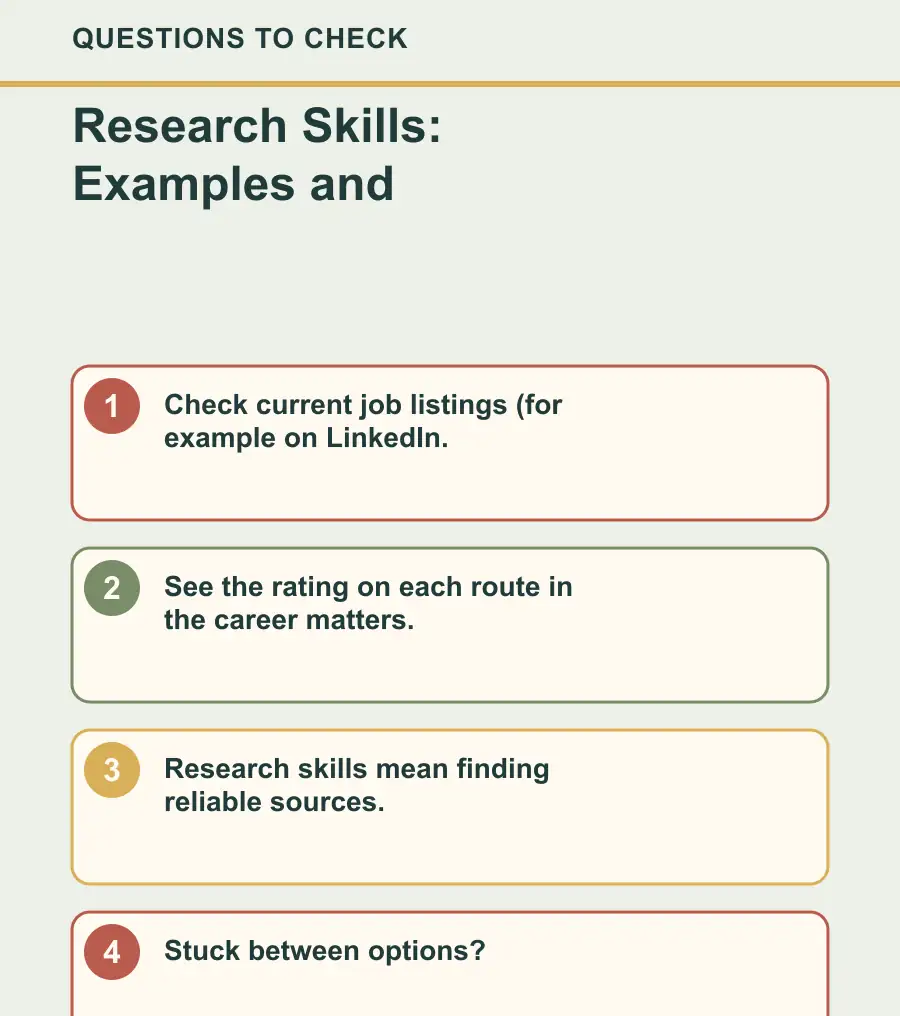 QUESTIONS TO CHECK
Research Skills:
Examples and
1
Check current job listings (for
example on LinkedIn.
2
See the rating on each route in
the career matters.
3
Research skills mean finding
reliable sources.
4
Stuck between options?